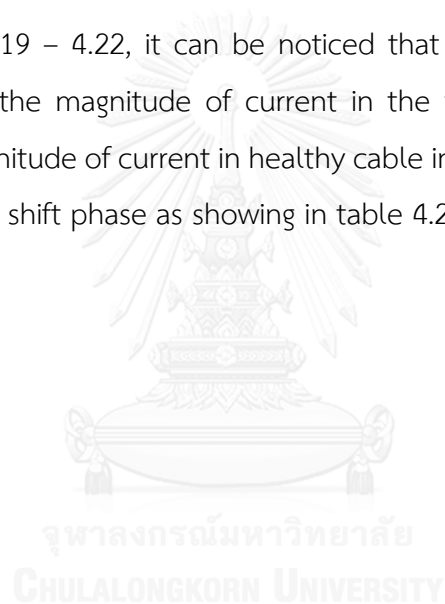 19 – 4.22, it can be noticed that
the magnitude of current in the
nitude of current in healthy cable in
shift phase as showing in table 4.2
จุฬาลงกรณ์มหาวิทยาลัย
CHULALONGKORN UNIVERSITY